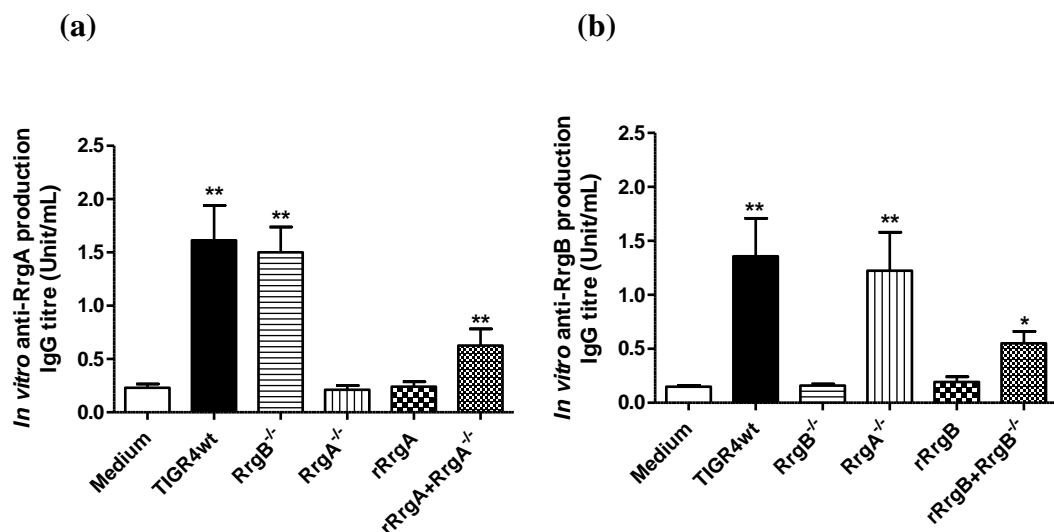 (a)
In vitro anti-RrgA production
IgG titre (Unit/mL)
2.5
2.0
1.5
1.0
0.5
0.0
**
**
**
Medium
TIGR4wt
RrgB-/-
RrgA-/-
rRrgA
rRrgA+RrgA-/-
(b)
In vitro anti-RrgB production
IgG titre (Unit/mL)
2.5
2.0
1.5
1.0
0.5
0.0
**
**
*
Medium
TIGR4wt
RrgB-/-
RrgA-/-
rRrgB
rRrgB+RrgB-/-